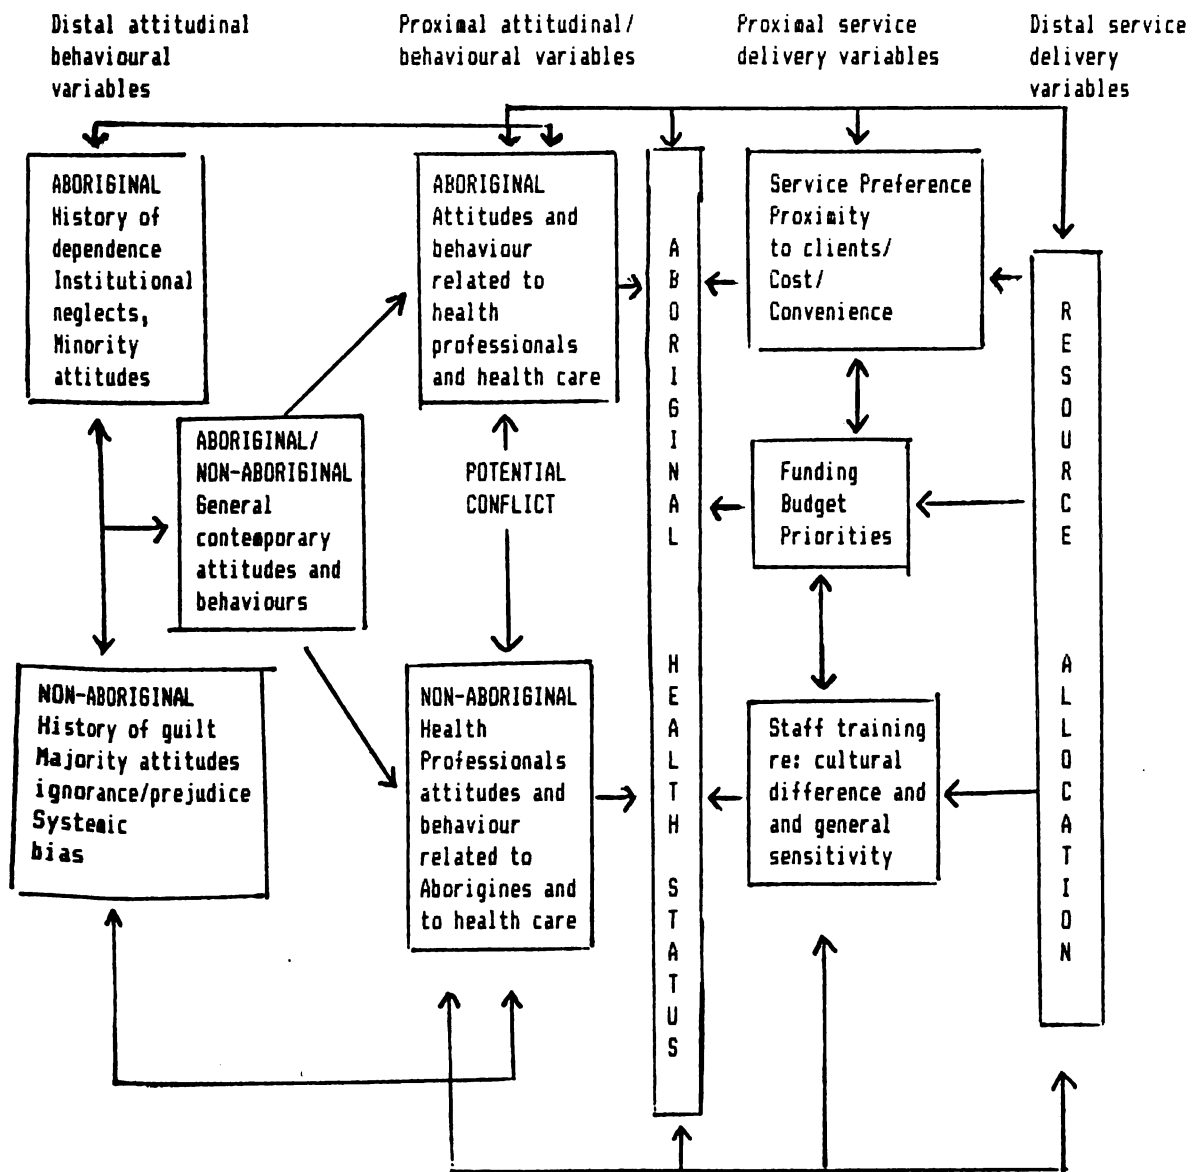 Distal attitudinal
behavioural
variables
Proximal attitudinal/
behavioural variables
Proximal service
delivery variables
Distal service
delivery
variables
ABORIGINAL
History of
dependence
Institutional
neglects,
Minority
attitudes
ABORIGINAL/
NON-ABORIGINAL
General
contemporary
attitudes and
behaviours
NON-ABORIGINAL
History of guilt
Majority attitudes
ignorance/prejudice
Systemic
bias
ABORIGINAL
Attitudes and
behaviour
related to
health
professionals
and health care
POTENTIAL
CONFLICT
NON-ABORIGINAL
Health
Professionals
attitudes and
behaviour
related to
Aborigines and
to health care
ABORIGINAL HEALTH STATUS
Service Preference
Proximity
to clients/
Cost/
Convenience
Funding
Budget
Priorities
Staff training
re: cultural
difference and
and general
sensitivity
RESOURCE ALLOCATION